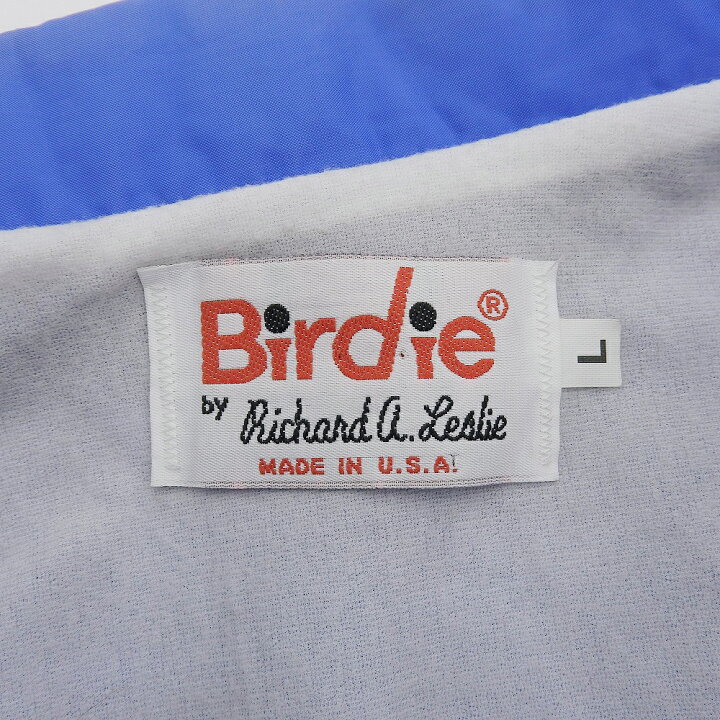 Birdie®
by Richard A. Leslie
MADE IN U.S.A.
L